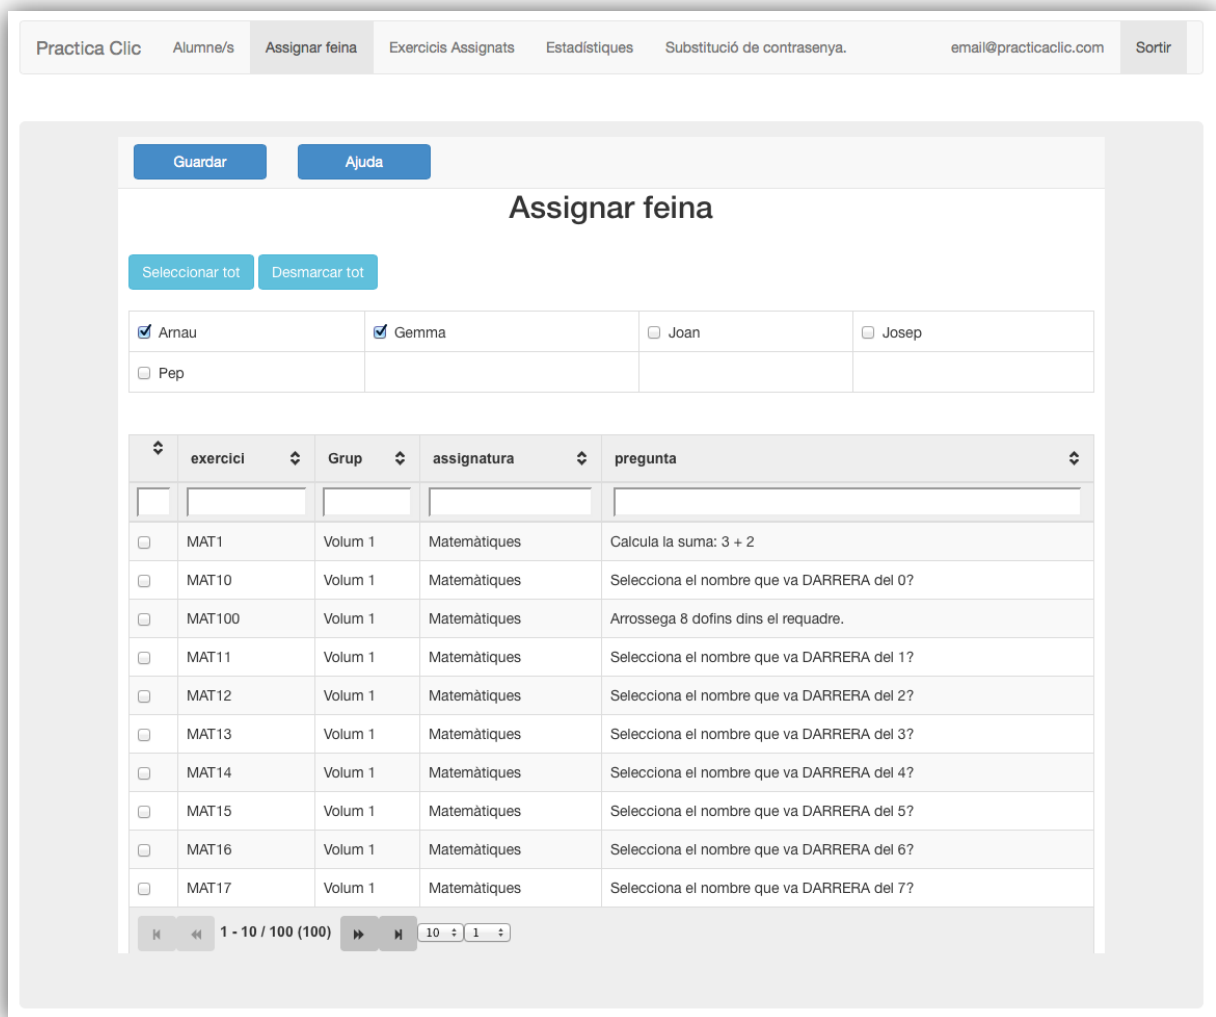 Practica Clic Alumne/s Assignar feina Exercicis Assignats Estadístiques Substitució de contrasenya. email@practicaclic.com Sortir
Guardar Ajuda
Assignar feina
Seleccionar tot Desmarcar tot
Arnau Gemma Joan Josep
Pep
exercici Grup assignatura pregunta
MAT1 Volum 1 Matemàtiques Calcula la suma: 3 + 2
MAT10 Volum 1 Matemàtiques Selecciona el nombre que va DARRERA del 0?
MAT100 Volum 1 Matemàtiques Arrossega 8 dofins dins el requadre.
MAT11 Volum 1 Matemàtiques Selecciona el nombre que va DARRERA del 1?
MAT12 Volum 1 Matemàtiques Selecciona el nombre que va DARRERA del 2?
MAT13 Volum 1 Matemàtiques Selecciona el nombre que va DARRERA del 3?
MAT14 Volum 1 Matemàtiques Selecciona el nombre que va DARRERA del 4?
MAT15 Volum 1 Matemàtiques Selecciona el nombre que va DARRERA del 5?
MAT16 Volum 1 Matemàtiques Selecciona el nombre que va DARRERA del 6?
MAT17 Volum 1 Matemàtiques Selecciona el nombre que va DARRERA del 7?
1 - 10 / 100 (100) 10 1